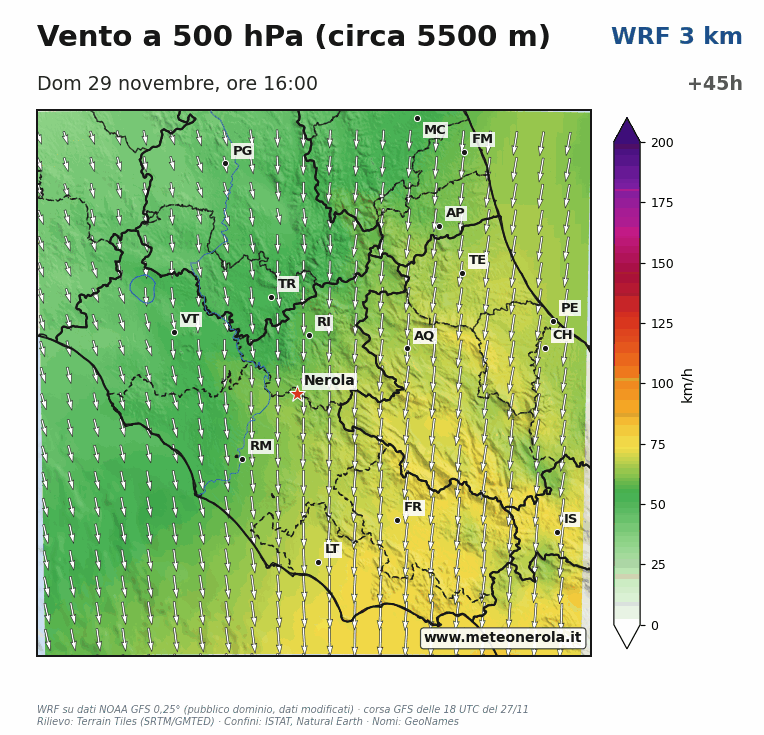 Vento a 500 hPa (circa 5500 m)
WRF 3 km
Dom 29 novembre, ore 16:00
+45h
MC
FM
PG
AP
TE
TR
PE
VT
RI
CH
AQ
Nerola
RM
FR
IS
LT
www.meteonerola.it
200
175
150
125
100
75
50
25
0
km/h
WRF su dati NOAA GFS 0,25° (pubblico dominio, dati modificati) · corsa GFS delle 18 UTC del 27/11
Rilievo: Terrain Tiles (SRTM/GMTED) · Confini: ISTAT, Natural Earth · Nomi: GeoNames